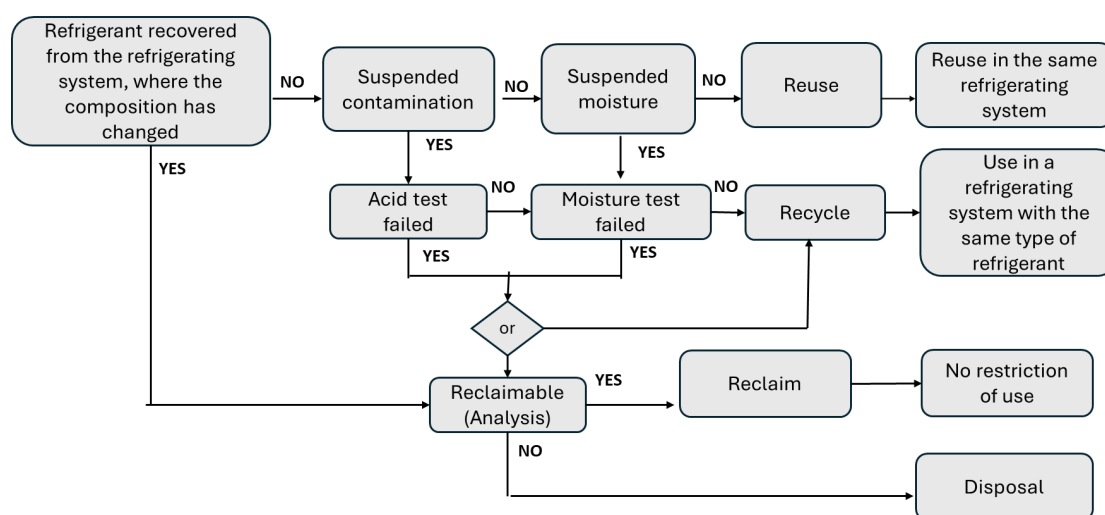 Refrigerant recovered
from the refrigerating
system, where the
composition has
changed
NO
Suspended
contamination
NO
Suspended
moisture
NO
Reuse
Reuse in the same
refrigerating
system
YES
YES
YES
Acid test
failed
NO
Moisture test
failed
NO
Recycle
Use in a
refrigerating
system with the
same type of
refrigerant
YES
YES
or
Reclaimable
(Analysis)
YES
Reclaim
No restriction
of use
NO
Disposal